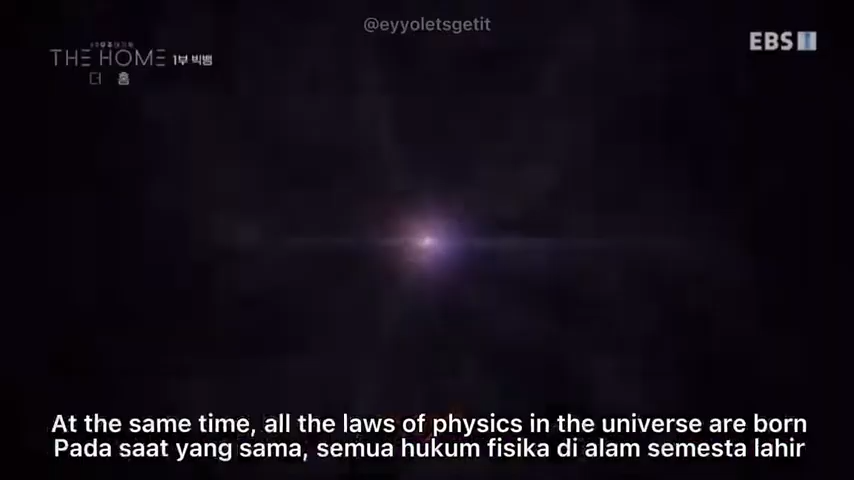 @eyyoletsgetit
THE HOME 1부 빅뱅
더 홈
EBS 1
At the same time, all the laws of physics in the universe are born
Pada saat yang sama, semua hukum fisika di alam semesta lahir